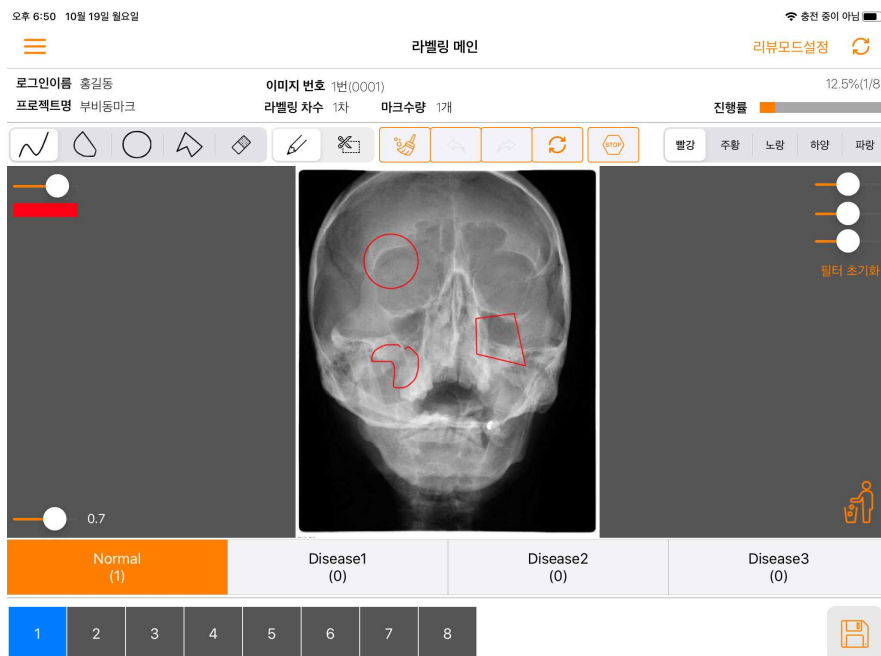 오후 6:50 10월 19일 월요일
충전 중이 아님
라벨링 메인
리뷰모드설정
로그인이름 홍길동
이미지 번호 1번(0001)
12.5%(1/8
프로젝트명 부비동마크
라벨링 차수 1차 마크수량 1개
진행률
STOP
빨강 주황 노랑 하양 파랑
필터 초기화
0.7
Normal Disease1 Disease2 Disease3
(1) (0) (0) (0)
1 2 3 4 5 6 7 8